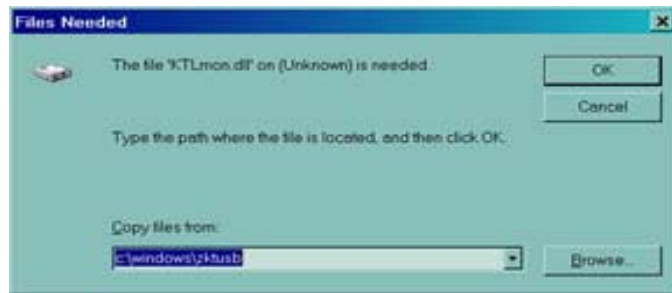 Files Needed
The file 'KTLmon.dll' on (Unknown) is needed.
OK
Cancel
Type the path where the file is located, and then click OK.
Copy files from:
c:\windows\zktusb
Browse...